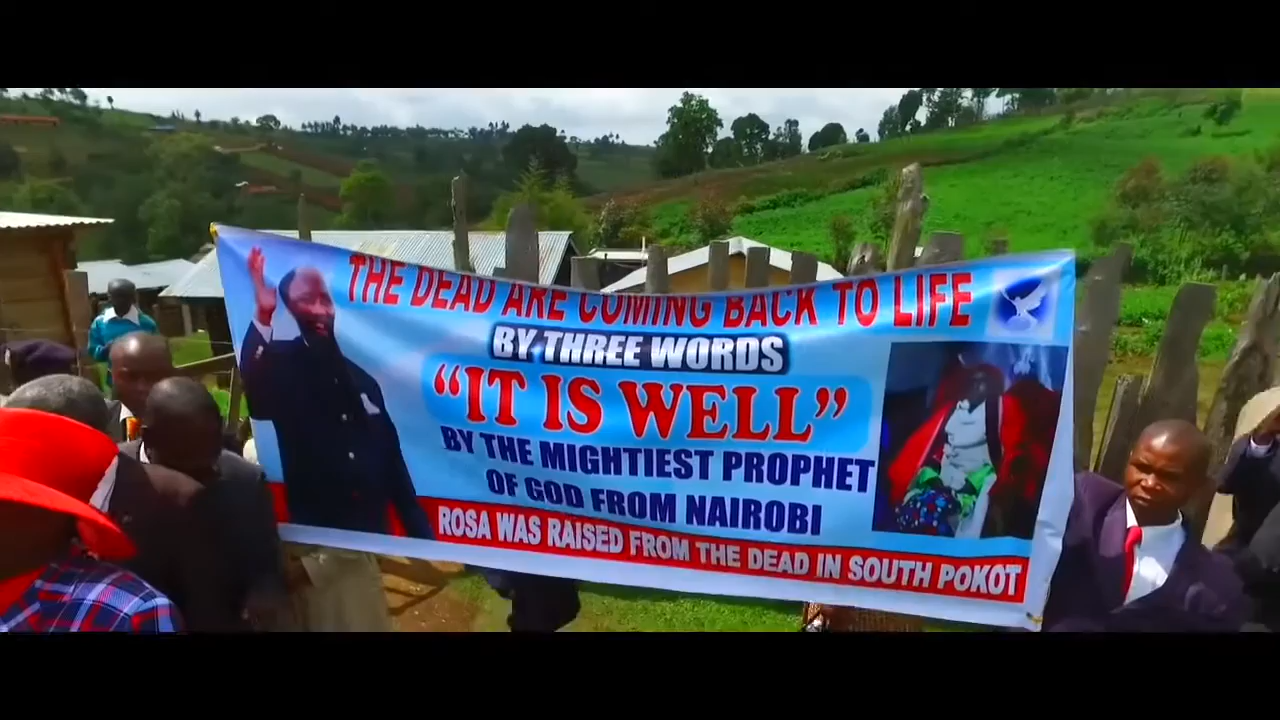 THE DEAD ARE COMING BACK TO LIFE
BY THREE WORDS
“IT IS WELL”
BY THE MIGHTIEST PROPHET
OF GOD FROM NAIROBI
ROSA WAS RAISED FROM THE DEAD IN SOUTH POKOT